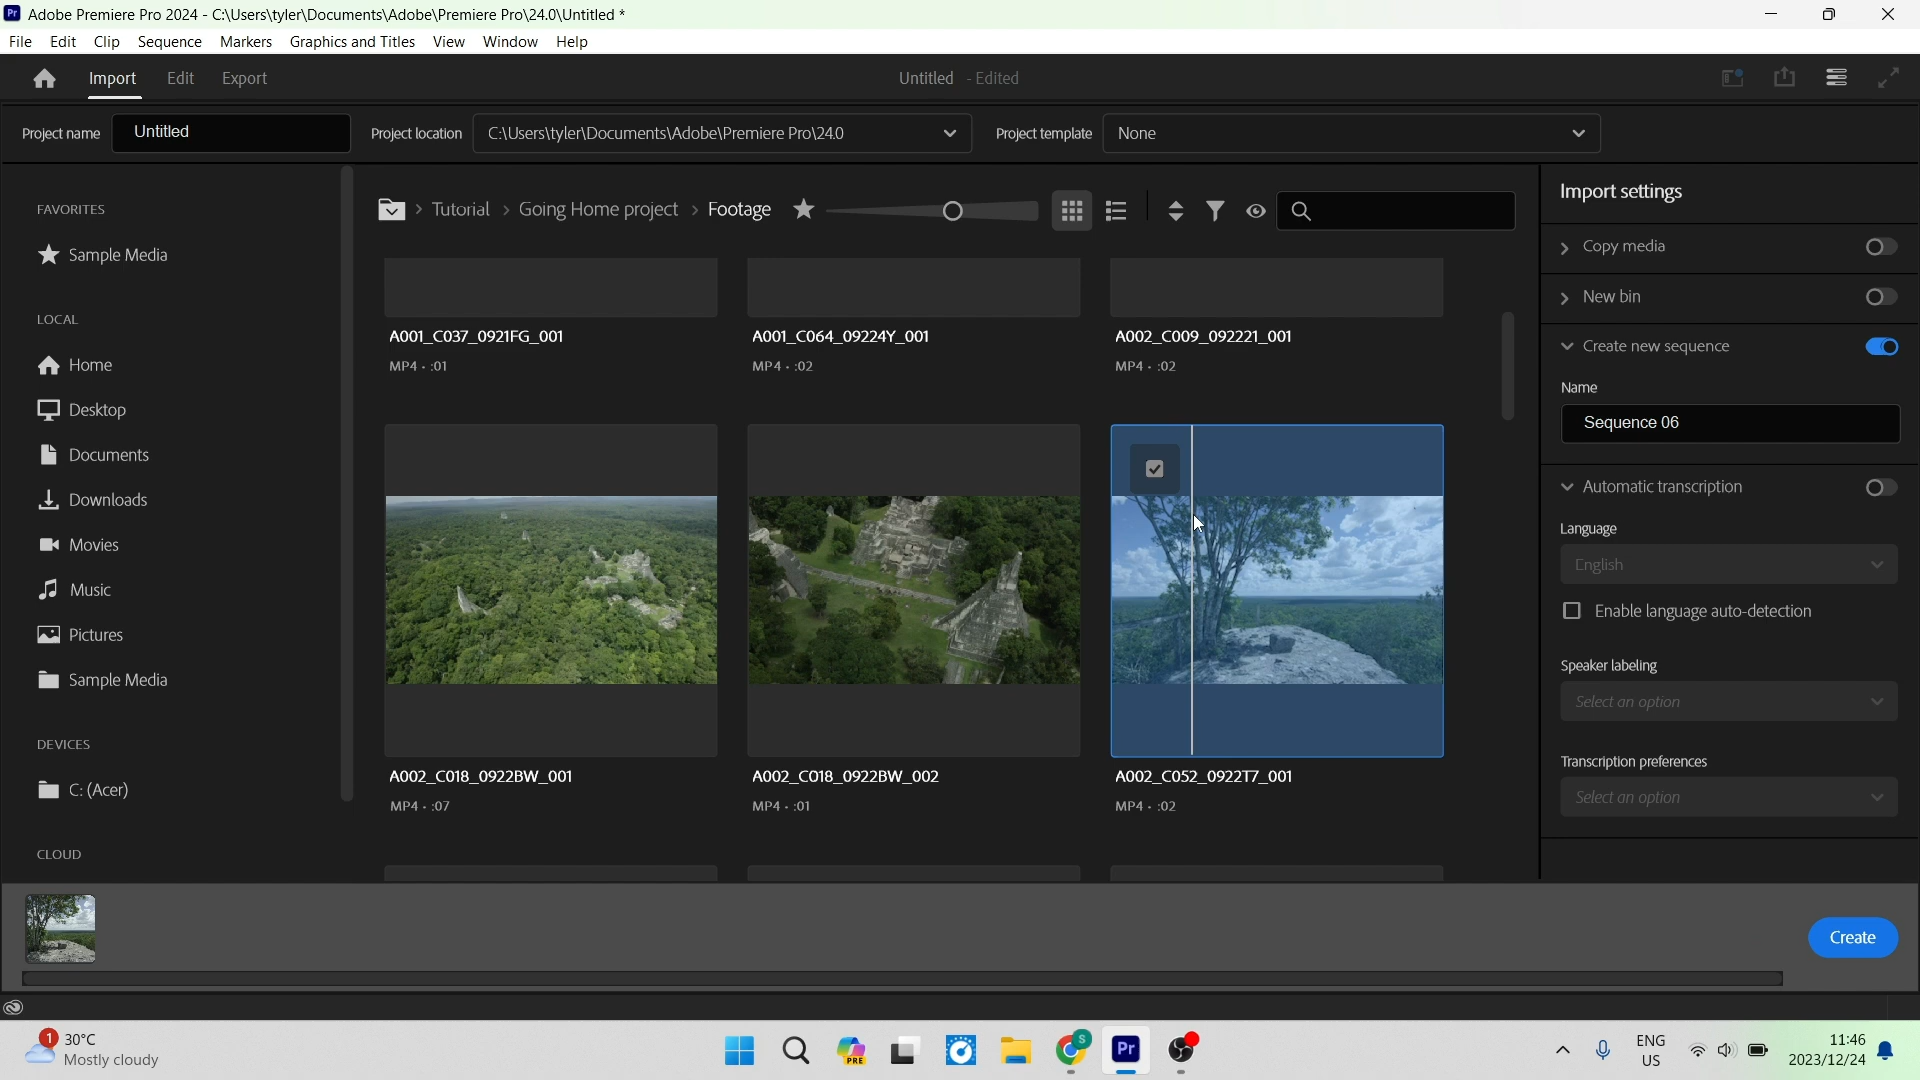 Pr Adobe Premiere Pro 2024 - C:\Users\tyler\Documents\Adobe\Premiere Pro\24.0\Untitled *
File Edit Clip Sequence Markers Graphics and Titles View Window Help
Import Edit Export Untitled - Edited
Project name Untitled Project location C:\Users\tyler\Documents\Adobe\Premiere Pro\24.0 Project template None
FAVORITES
Sample Media
LOCAL
Home
Desktop
Documents
Downloads
Movies
Music
Pictures
Sample Media
DEVICES
C: (Acer)
CLOUD
> Tutorial > Going Home project > Footage
A001_C037_0921FG_001
MP4 · :01
A001_C064_09224Y_001
MP4 · :02
A002_C009_092221_001
MP4 · :02
A002_C018_0922BW_001
MP4 · :07
A002_C018_0922BW_002
MP4 · :01
A002_C052_0922T7_001
MP4 · :02
Import settings
Copy media
New bin
Create new sequence
Name
Sequence 06
Automatic transcription
Language
English
Enable language auto-detection
Speaker labeling
Select an option
Transcription preferences
Select an option
Create
1
30°C
Mostly cloudy
PRE
S
Pr
ENG
US
11:46
2023/12/24